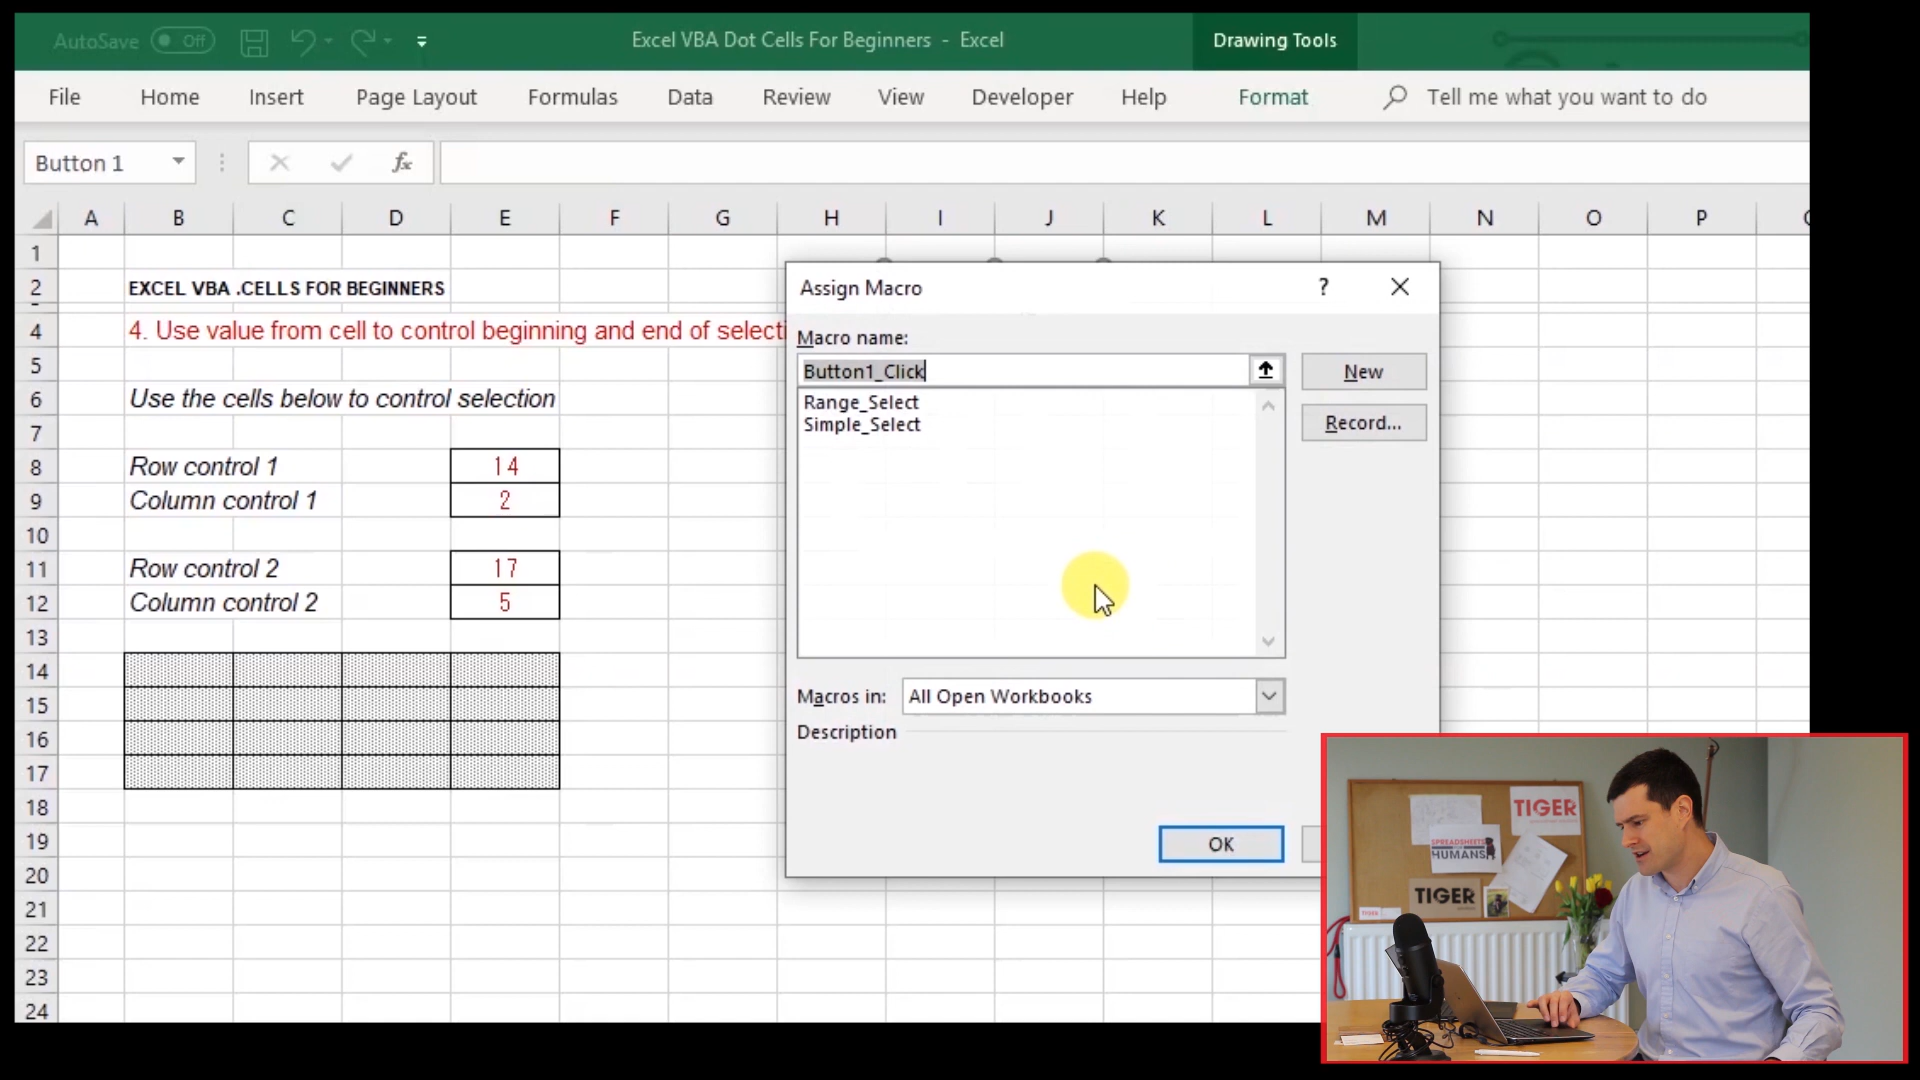 AutoSave Off
Excel VBA Dot Cells For Beginners - Excel
Drawing Tools
File Home Insert Page Layout Formulas Data Review View Developer Help Format Tell me what you want to do
Button 1
fx
A B C D E F G H I J K L M N O P
1
2 EXCEL VBA .CELLS FOR BEGINNERS
4 4. Use value from cell to control beginning and end of selecti
5
6 Use the cells below to control selection
7
8 Row control 1 14
9 Column control 1 2
10
11 Row control 2 17
12 Column control 2 5
13
14
15
16
17
18
19
20
21
22
23
24
Assign Macro ?
Macro name:
Button1_Click
Range_Select
Simple_Select
New
Record...
Macros in: All Open Workbooks
Description
OK
TIGER
SPREADSHEETS
HUMANS
TIGER